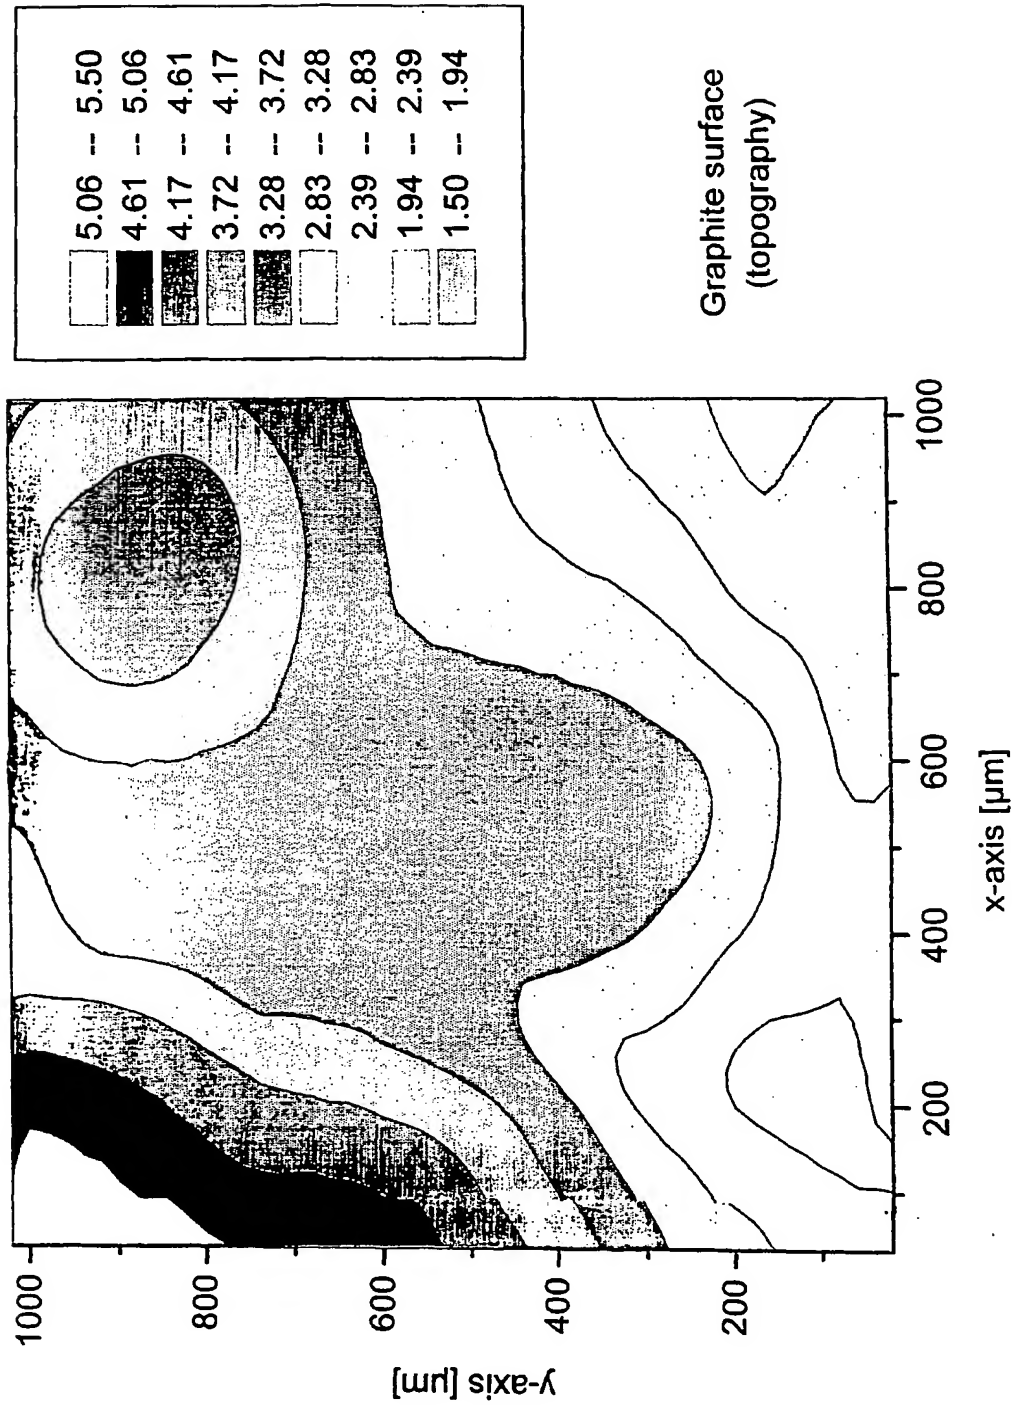 5.06 -- 5.50
4.61 -- 5.06
4.17 -- 4.61
3.72 -- 4.17
3.28 -- 3.72
2.83 -- 3.28
2.39 -- 2.83
1.94 -- 2.39
1.50 -- 1.94
Graphite surface
(topography)
1000
800
600
400
200
y-axis [µm]
200
400
600
800
1000
x-axis [µm]